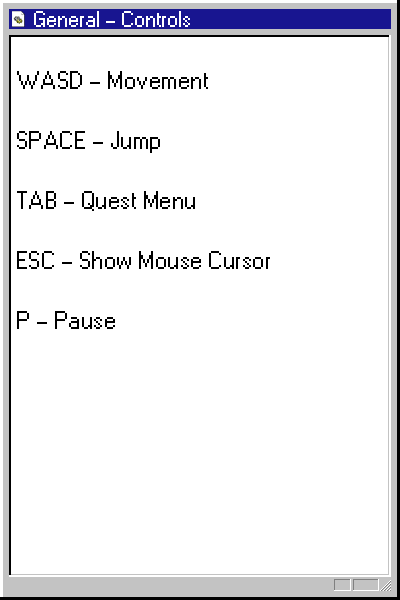 General – Controls
WASD – Movement
SPACE – Jump
TAB – Quest Menu
ESC – Show Mouse Cursor
P – Pause